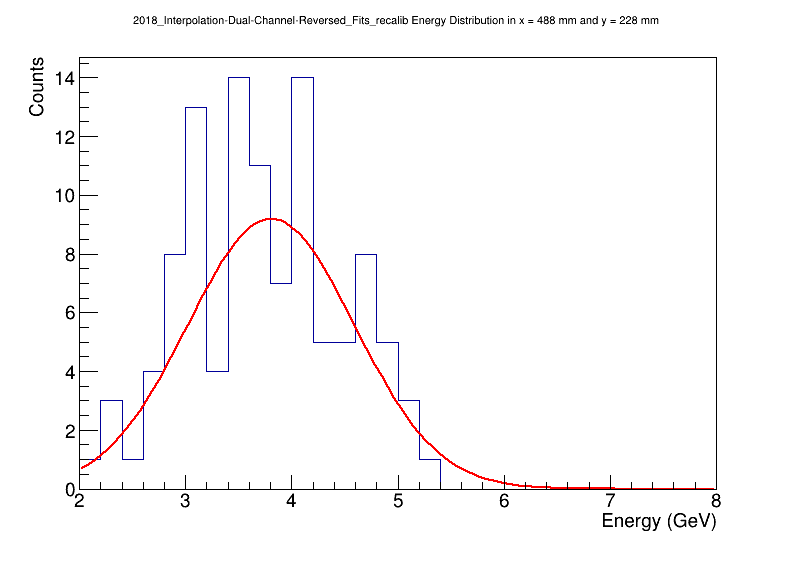 2018_Interpolation-Dual-Channel-Reversed_Fits_recalib Energy Distribution in x = 488 mm and y = 228 mm
Counts
14
12
10
8
6
4
2
0
2 3 4 5 6 7 8
Energy (GeV)